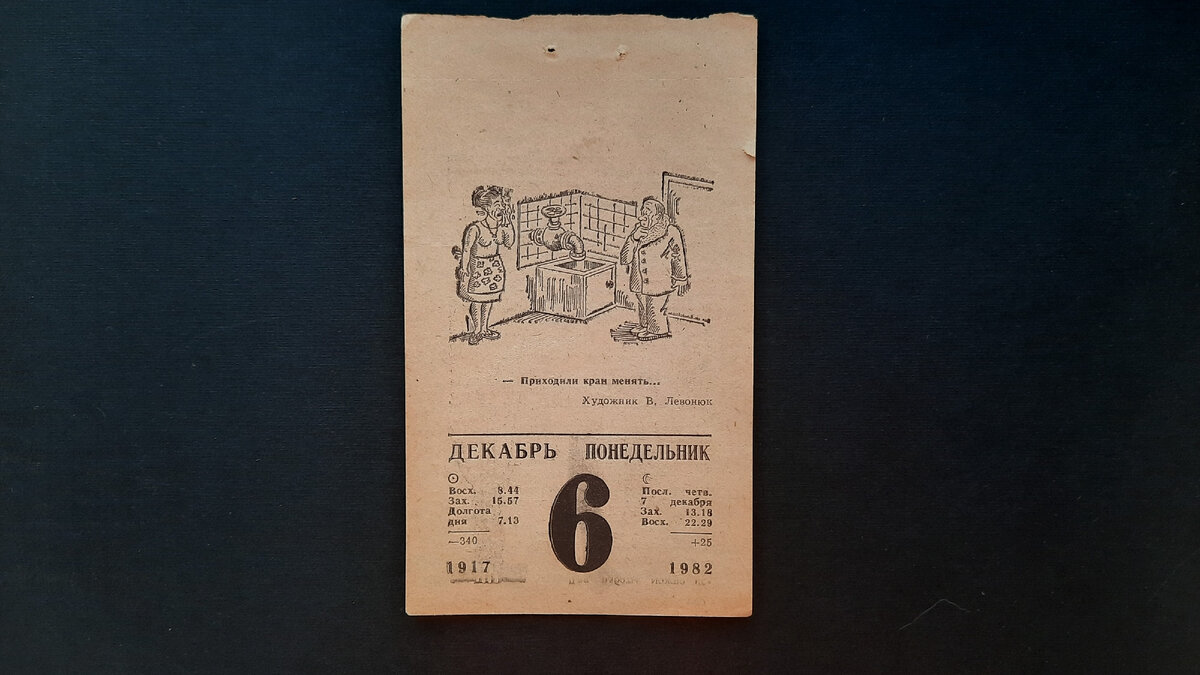 — Приходили кран менять...
Художник В. Левонюк
ДЕКАБРЬ ПОНЕДЕЛЬНИК
Восх. 8.44
Зах. 15.57
Долгота
дня 7.13
—340
6
Посл. четв.
7 декабря
Зах. 13.18
Восх. 22.29
+25
1917 1982